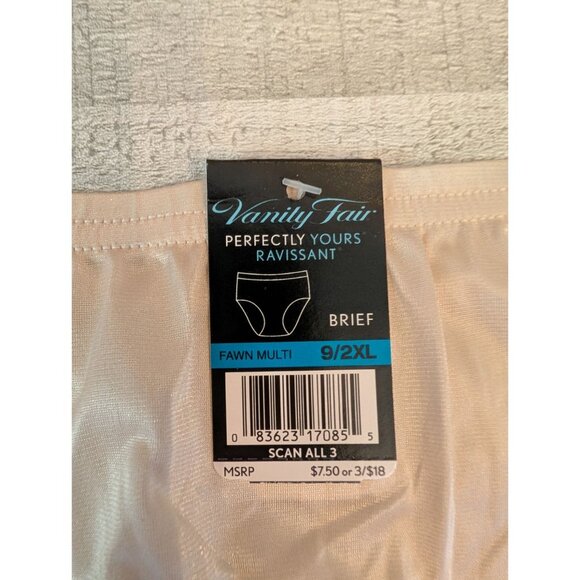 Vanity Fair
PERFECTLY YOURS®
RAVISSANT®
BRIEF
FAWN MULTI 9/2XL
0 83623 17085 5
SCAN ALL 3
MSRP $7.50 or 3/$18